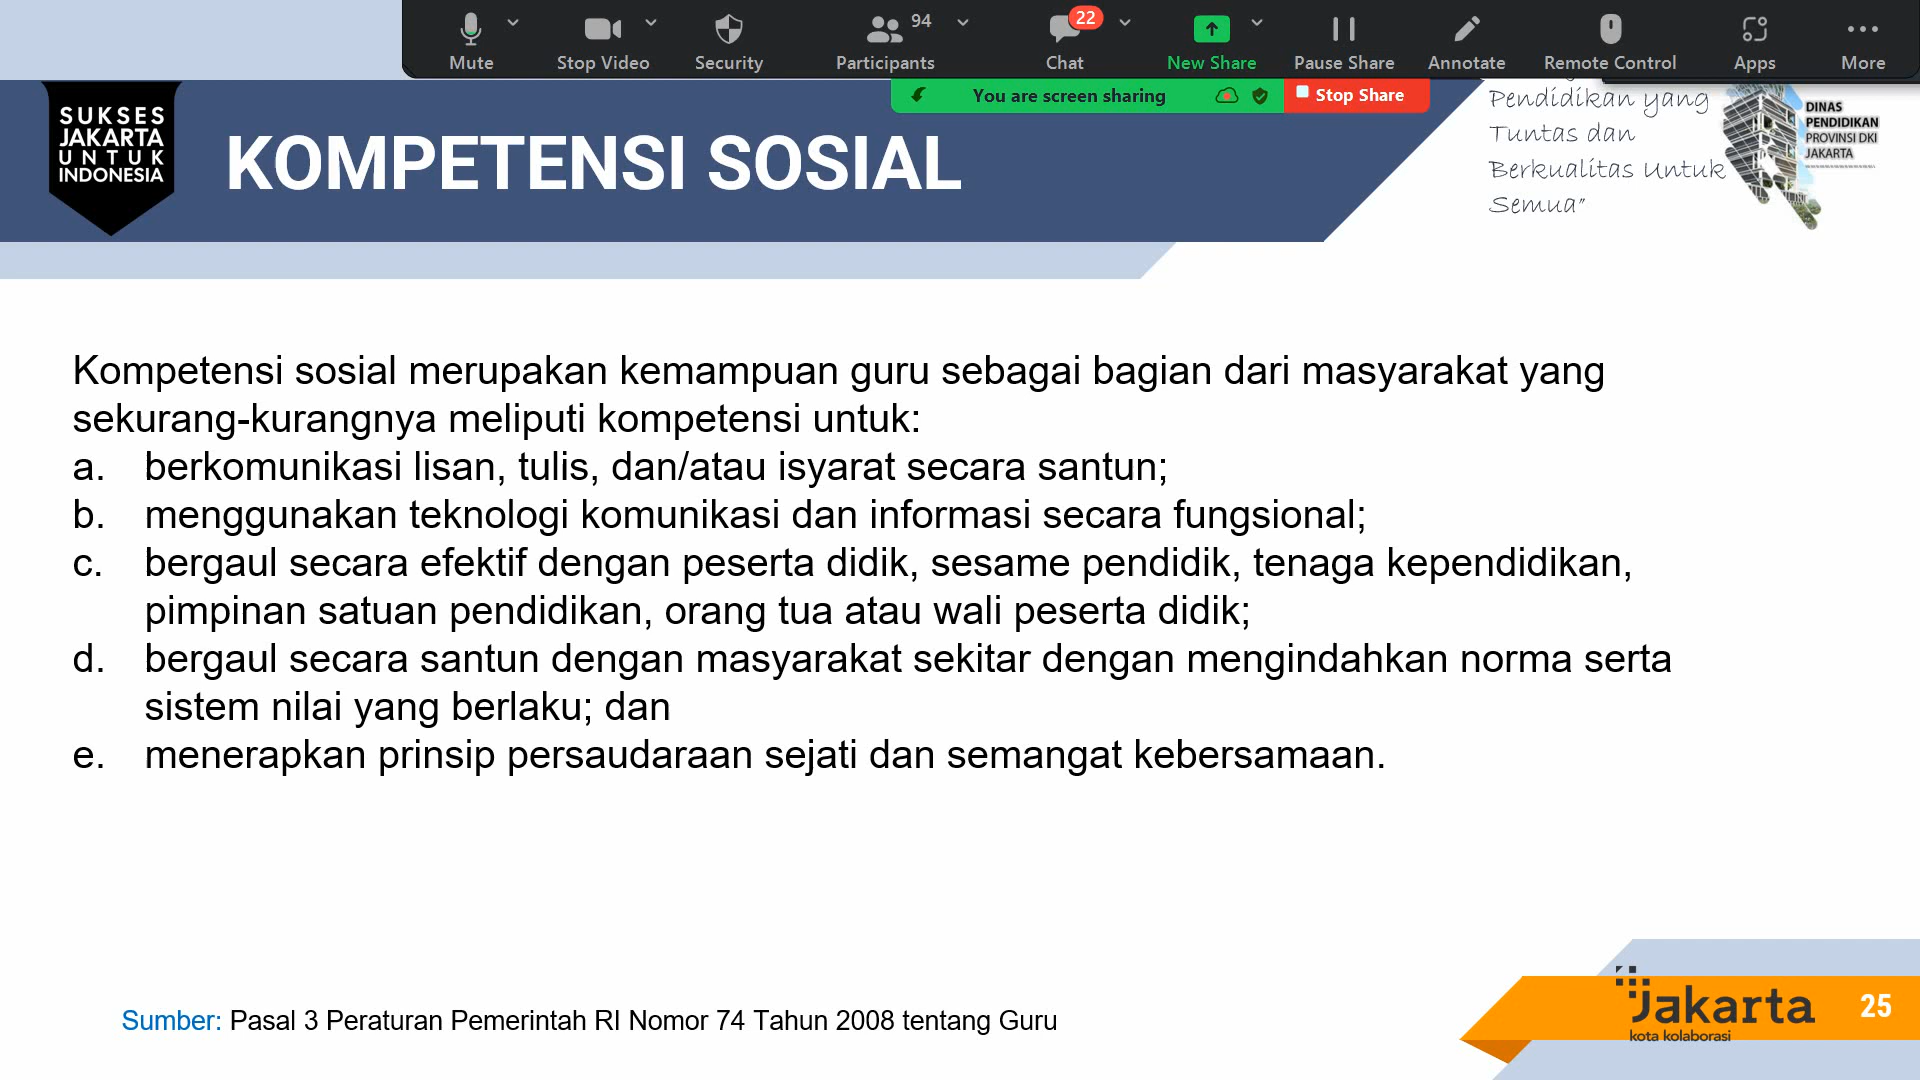 94
22
Mute
Stop Video
Security
Participants
Chat
New Share
Pause Share
Annotate
Remote Control
Apps
More
You are screen sharing
Stop Share
SUKSES
JAKARTA
UNTUK
INDONESIA
KOMPETENSI SOSIAL
Pendidikan yang
Tuntas dan
Berkualitas Untuk
Semua"
DINAS
PENDIDIKAN
PROVINSI DKI
JAKARTA
Kompetensi sosial merupakan kemampuan guru sebagai bagian dari masyarakat yang
sekurang-kurangnya meliputi kompetensi untuk:
a. berkomunikasi lisan, tulis, dan/atau isyarat secara santun;
b. menggunakan teknologi komunikasi dan informasi secara fungsional;
c. bergaul secara efektif dengan peserta didik, sesame pendidik, tenaga kependidikan,
pimpinan satuan pendidikan, orang tua atau wali peserta didik;
d. bergaul secara santun dengan masyarakat sekitar dengan mengindahkan norma serta
sistem nilai yang berlaku; dan
e. menerapkan prinsip persaudaraan sejati dan semangat kebersamaan.
Sumber: Pasal 3 Peraturan Pemerintah RI Nomor 74 Tahun 2008 tentang Guru
Jakarta
kota kolaborasi
25